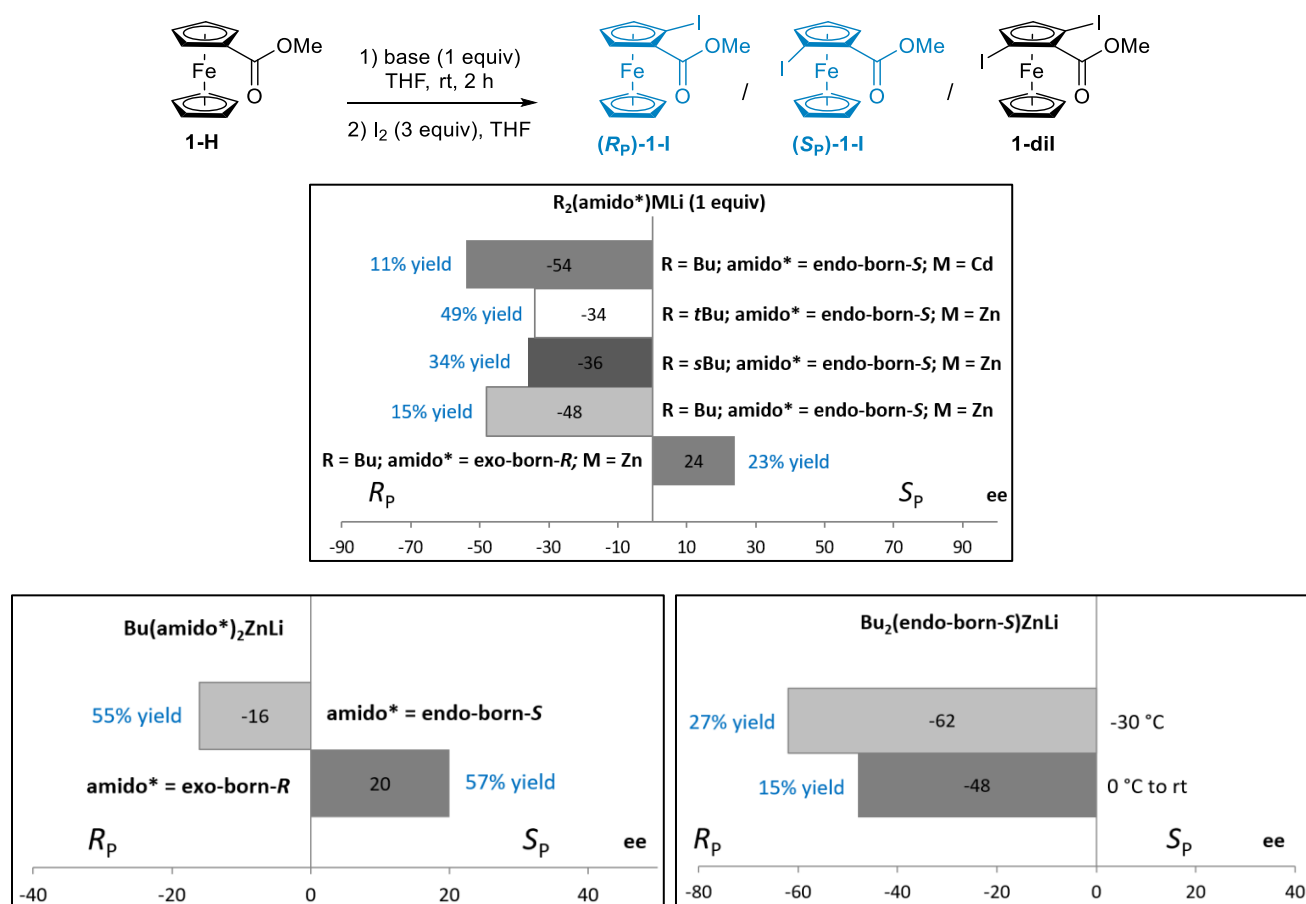 1-H
Fe
OMe
O
1) base (1 equiv)
THF, rt, 2 h
2) I2 (3 equiv), THF
I
OMe
Fe
O
(RP)-1-I
/
OMe
I
Fe
O
(SP)-1-I
/
I
OMe
I
Fe
O
1-diI
R2(amido*)MLi (1 equiv)
11% yield -54 R = Bu; amido* = endo-born-S; M = Cd
49% yield -34 R = tBu; amido* = endo-born-S; M = Zn
34% yield -36 R = sBu; amido* = endo-born-S; M = Zn
15% yield -48 R = Bu; amido* = endo-born-S; M = Zn
R = Bu; amido* = exo-born-R; M = Zn 24 23% yield
RP SP ee
-90 -70 -50 -30 -10 10 30 50 70 90
Bu(amido*)2ZnLi
55% yield -16 amido* = endo-born-S
amido* = exo-born-R 20 57% yield
RP SP ee
-40 -20 0 20 40
Bu2(endo-born-S)ZnLi
27% yield -62 -30 °C
15% yield -48 0 °C to rt
RP SP ee
-80 -60 -40 -20 0 20 40